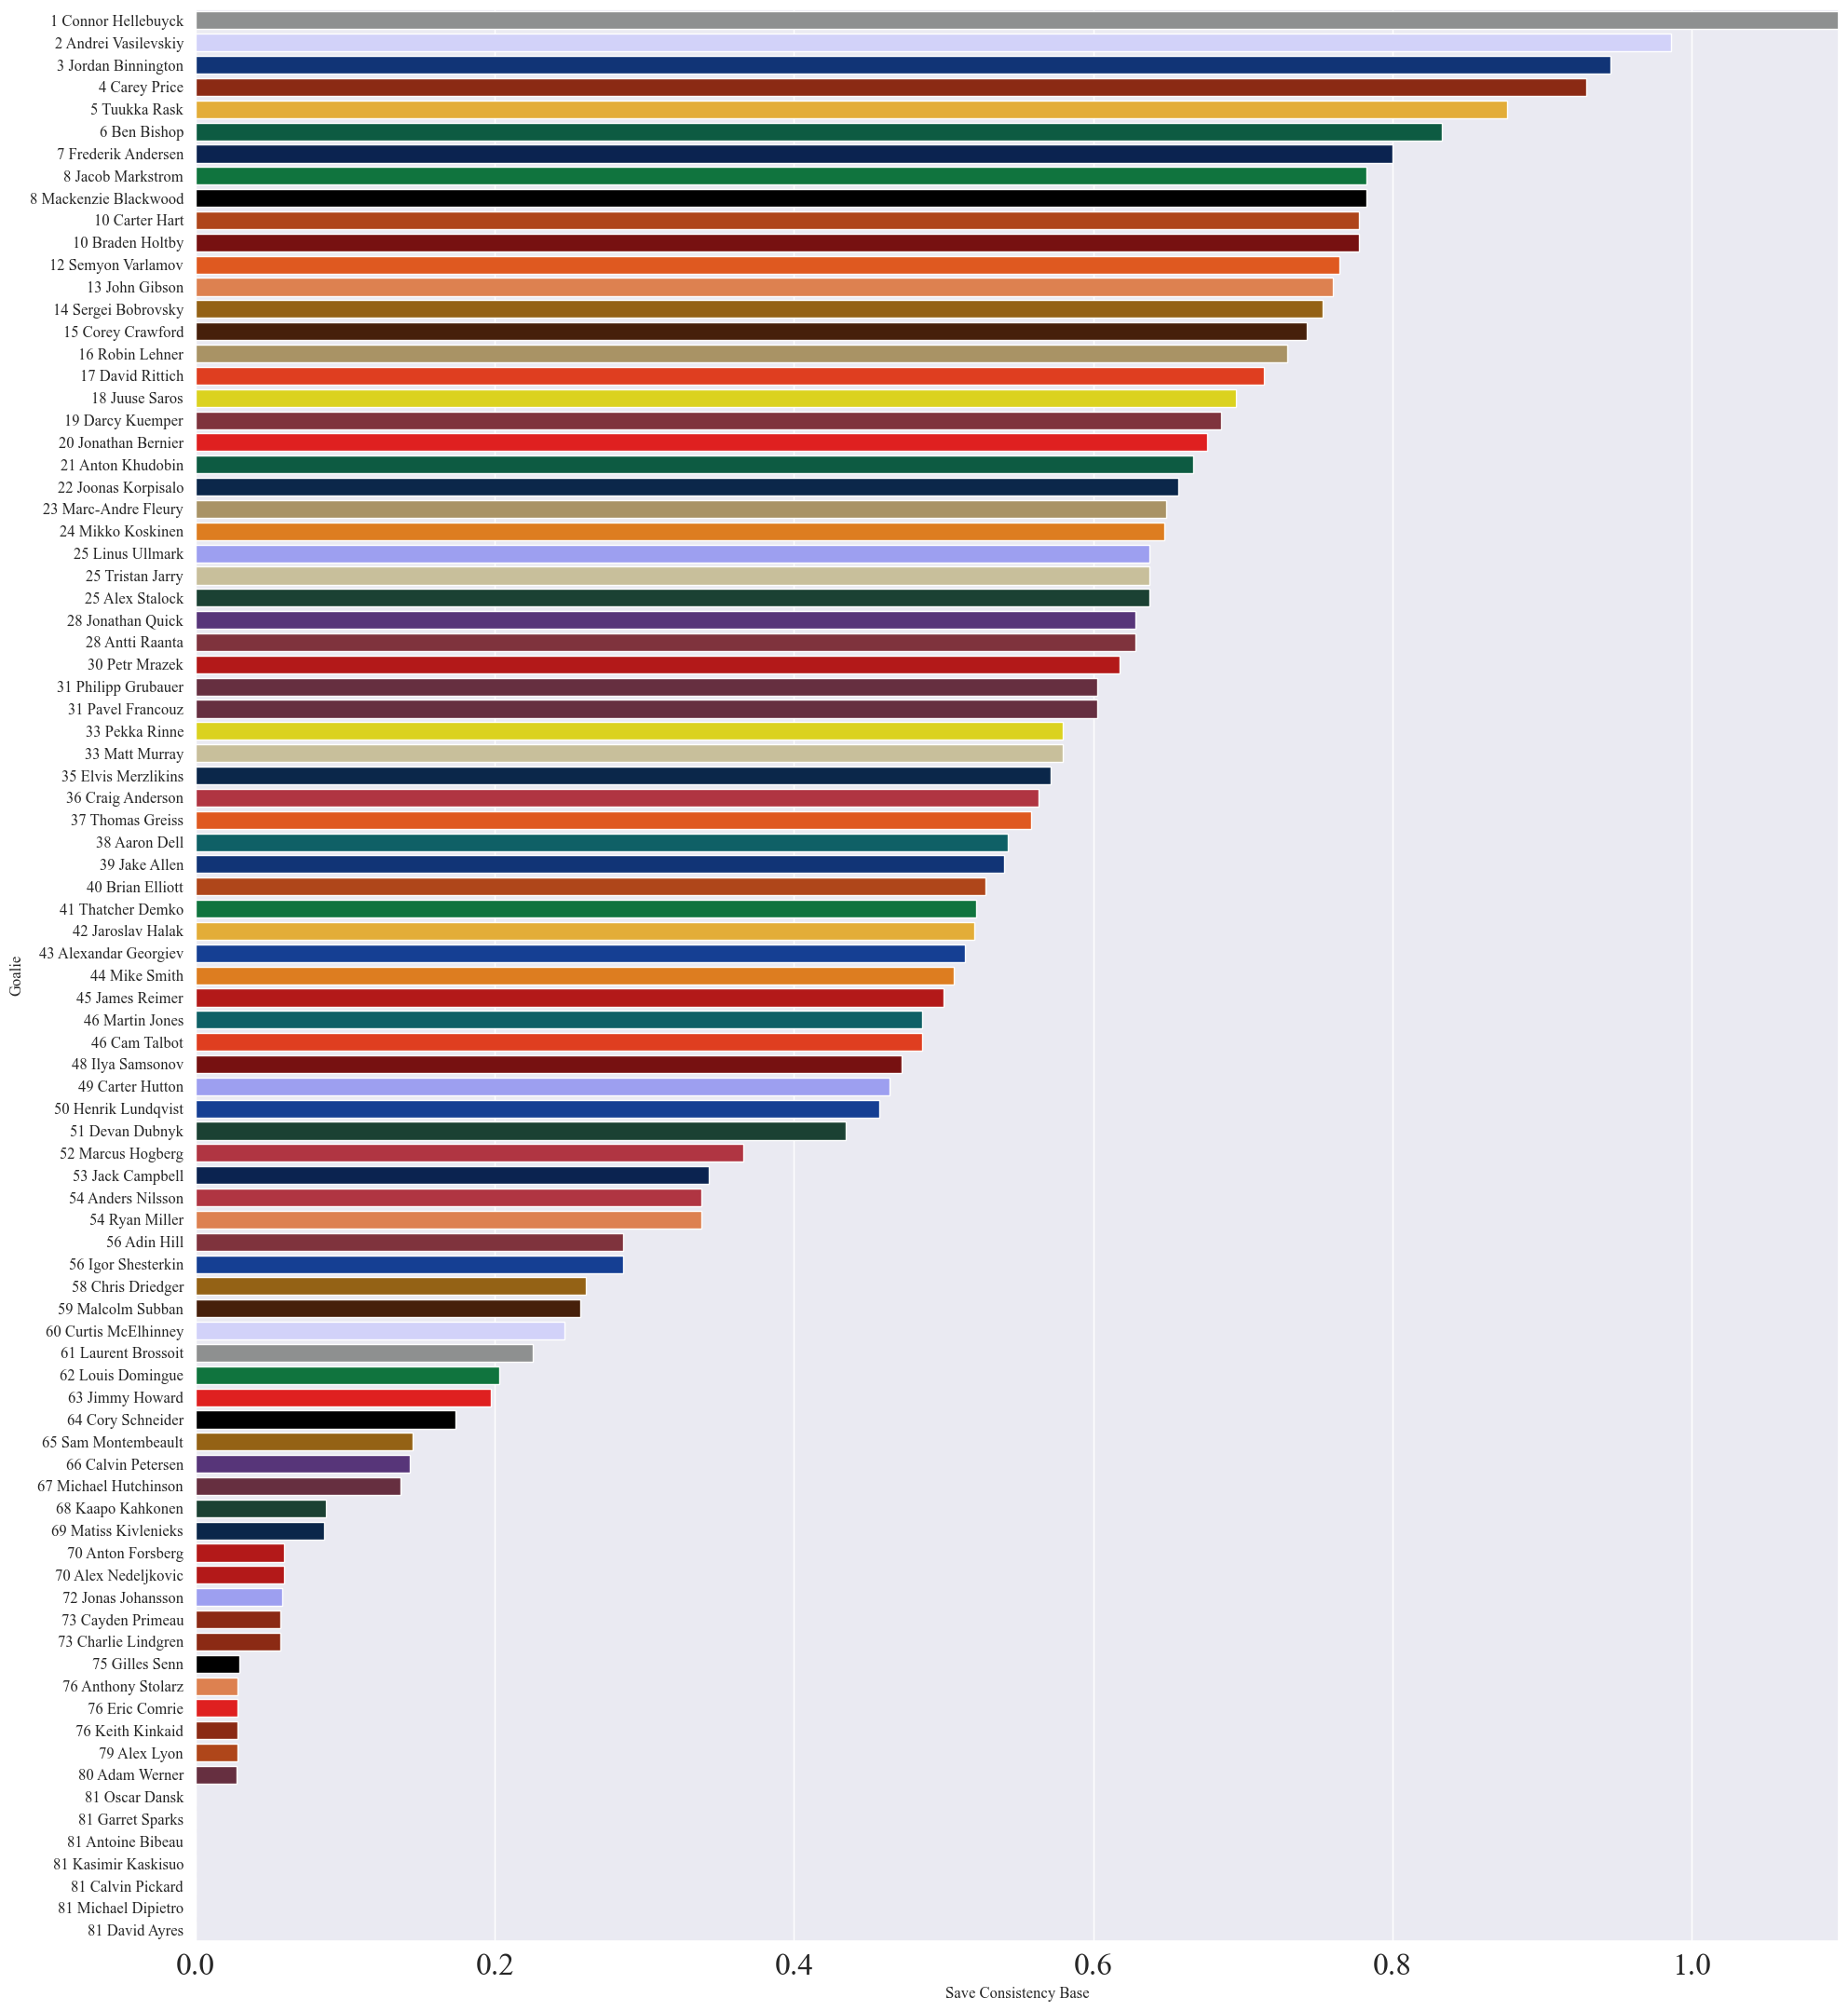 1 Connor Hellebuyck
2 Andrei Vasilevskiy
3 Jordan Binnington
4 Carey Price
5 Tuukka Rask
6 Ben Bishop
7 Frederik Andersen
8 Jacob Markstrom
8 Mackenzie Blackwood
10 Carter Hart
10 Braden Holtby
12 Semyon Varlamov
13 John Gibson
14 Sergei Bobrovsky
15 Corey Crawford
16 Robin Lehner
17 David Rittich
18 Juuse Saros
19 Darcy Kuemper
20 Jonathan Bernier
21 Anton Khudobin
22 Joonas Korpisalo
23 Marc-Andre Fleury
24 Mikko Koskinen
25 Linus Ullmark
25 Tristan Jarry
25 Alex Stalock
28 Jonathan Quick
28 Antti Raanta
30 Petr Mrazek
31 Philipp Grubauer
31 Pavel Francouz
33 Pekka Rinne
33 Matt Murray
35 Elvis Merzlikins
36 Craig Anderson
37 Thomas Greiss
38 Aaron Dell
39 Jake Allen
40 Brian Elliott
41 Thatcher Demko
42 Jaroslav Halak
43 Alexandar Georgiev
44 Mike Smith
45 James Reimer
46 Martin Jones
46 Cam Talbot
48 Ilya Samsonov
49 Carter Hutton
50 Henrik Lundqvist
51 Devan Dubnyk
52 Marcus Hogberg
53 Jack Campbell
54 Anders Nilsson
54 Ryan Miller
56 Adin Hill
56 Igor Shesterkin
58 Chris Driedger
59 Malcolm Subban
60 Curtis McElhinney
61 Laurent Brossoit
62 Louis Domingue
63 Jimmy Howard
64 Cory Schneider
65 Sam Montembeault
66 Calvin Petersen
67 Michael Hutchinson
68 Kaapo Kahkonen
69 Matiss Kivlenieks
70 Anton Forsberg
70 Alex Nedeljkovic
72 Jonas Johansson
73 Cayden Primeau
73 Charlie Lindgren
75 Gilles Senn
76 Anthony Stolarz
76 Eric Comrie
76 Keith Kinkaid
79 Alex Lyon
80 Adam Werner
81 Oscar Dansk
81 Garret Sparks
81 Antoine Bibeau
81 Kasimir Kaskisuo
81 Calvin Pickard
81 Michael Dipietro
81 David Ayres
Goalie
0.0 0.2 0.4 0.6 0.8 1.0
Save Consistency Base